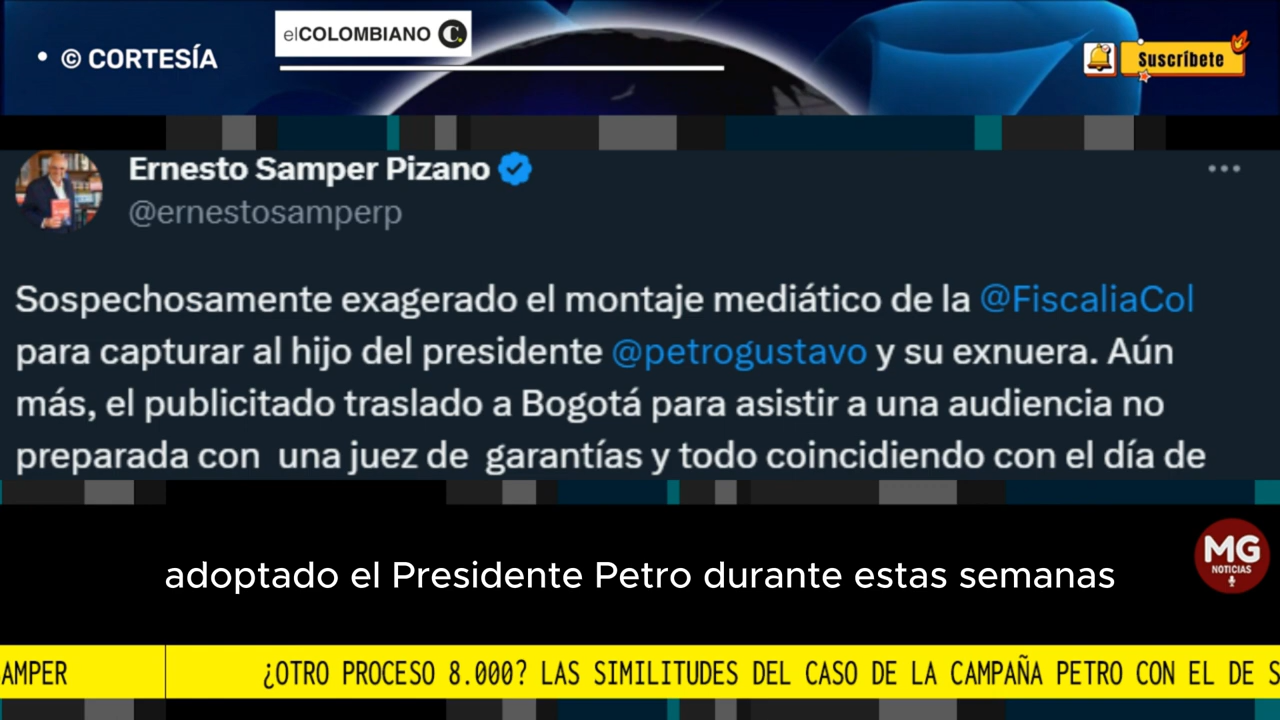 • © CORTESÍA
elCOLOMBIANO C
Suscríbete
Ernesto Samper Pizano
@ernestosamperp
Sospechosamente exagerado el montaje mediático de la @FiscaliaCol
para capturar al hijo del presidente @petrogustavo y su exnuera. Aún
más, el publicitado traslado a Bogotá para asistir a una audiencia no
preparada con una juez de garantías y todo coincidiendo con el día de
adoptado el Presidente Petro durante estas semanas
MG
NOTICIAS
AMPER
¿OTRO PROCESO 8.000? LAS SIMILITUDES DEL CASO DE LA CAMPAÑA PETRO CON EL DE S